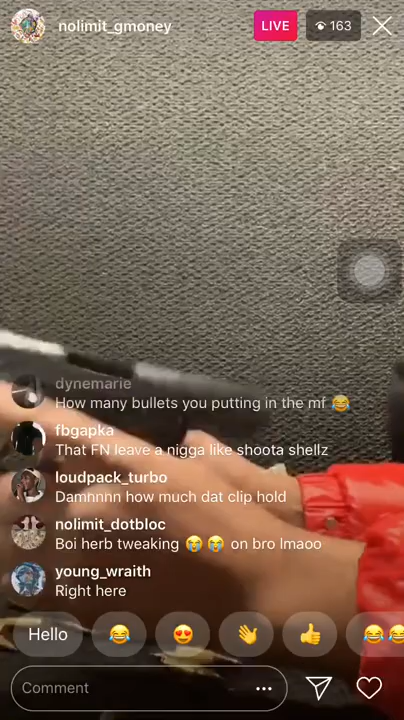 nolimit_gmoney
LIVE
163
dynemarie
How many bullets you putting in the mf 😂
fbgapka
That FN leave a nigga like shoota shellz
loudpack_turbo
Damnnnn how much dat clip hold
nolimit_dotbloc
Boi herb tweaking 😭😭 on bro lmaoo
young_wraith
Right here
Hello 😂 😍 👋 👍 😂😂
Comment